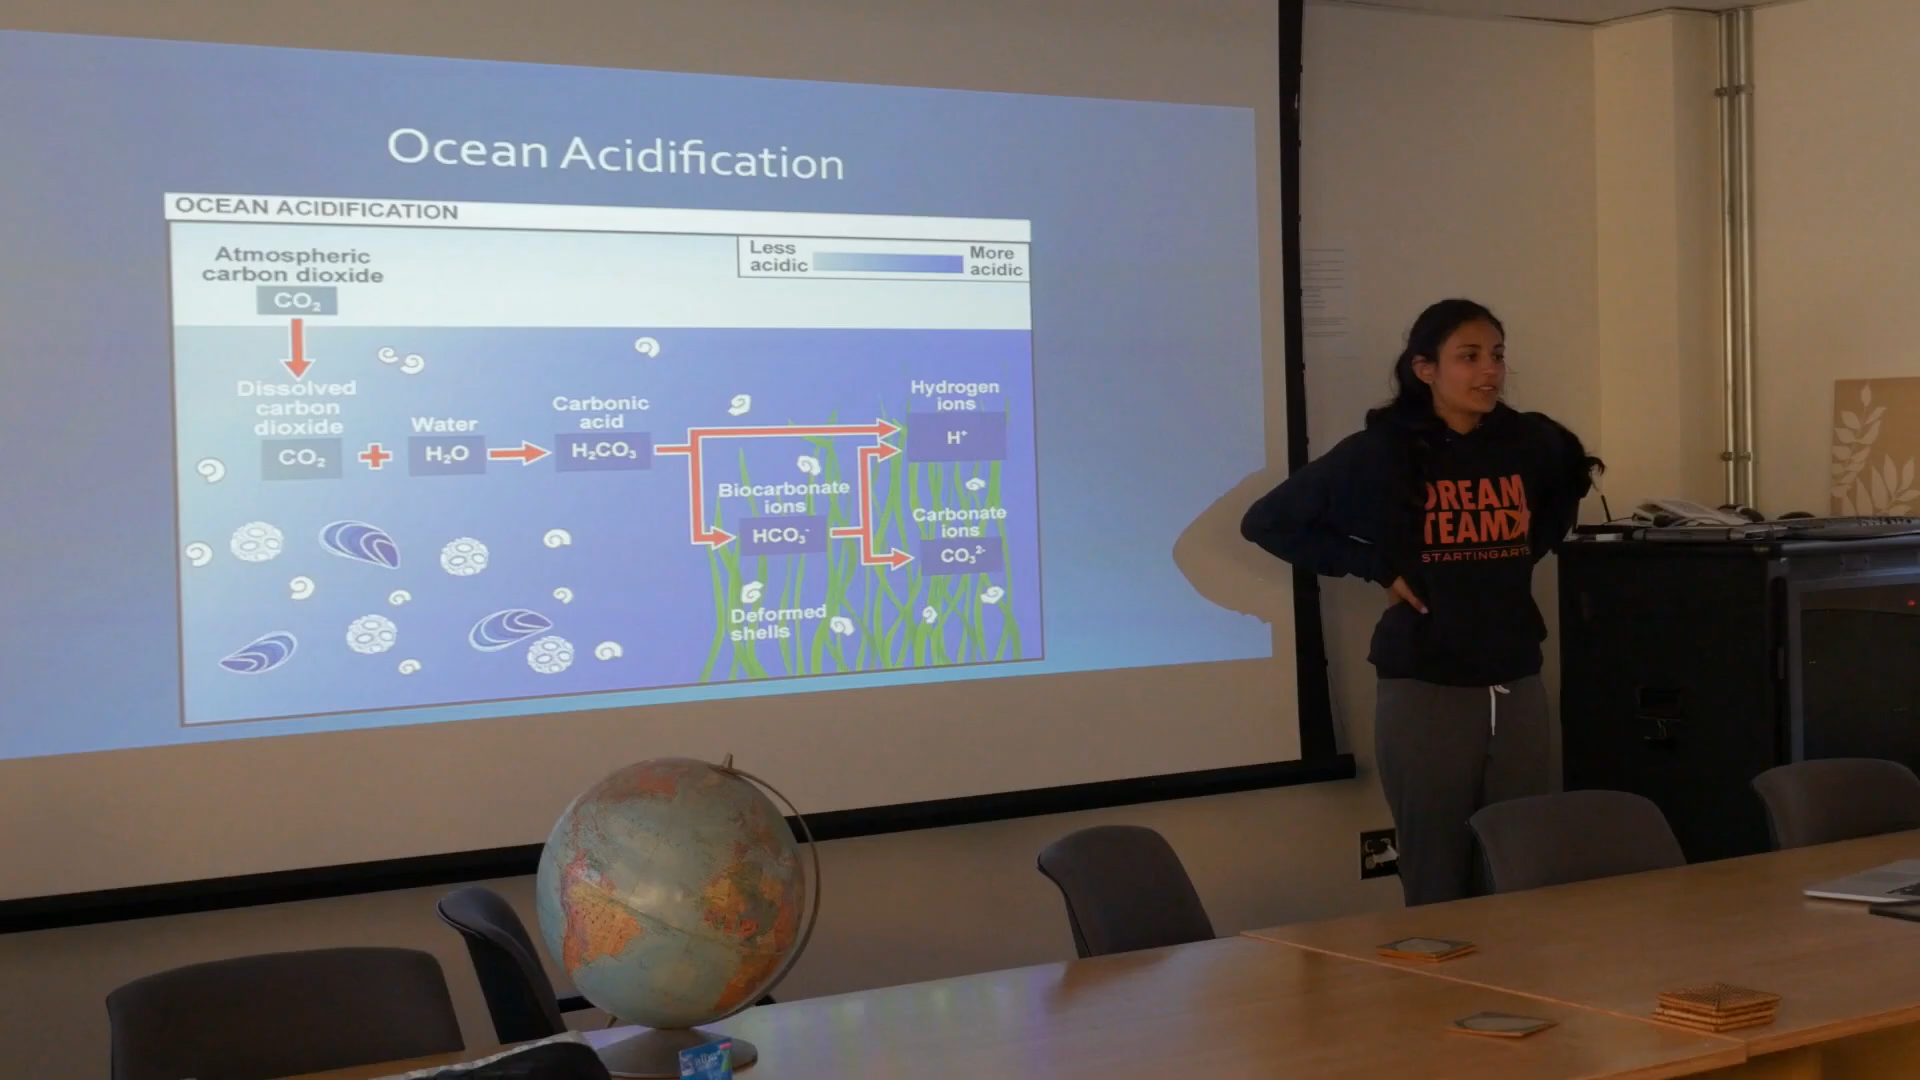 Ocean Acidification
OCEAN ACIDIFICATION
Atmospheric
carbon dioxide
CO₂
Less
acidic
More
acidic
Dissolved
carbon
dioxide
CO₂
Water
H₂O
Carbonic
acid
H₂CO₃
Hydrogen
ions
H⁺
Biocarbonate
ions
HCO₃⁻
Carbonate
ions
CO₃²⁻
Deformed
shells
DREAM
TEAM
STARTINGARTS